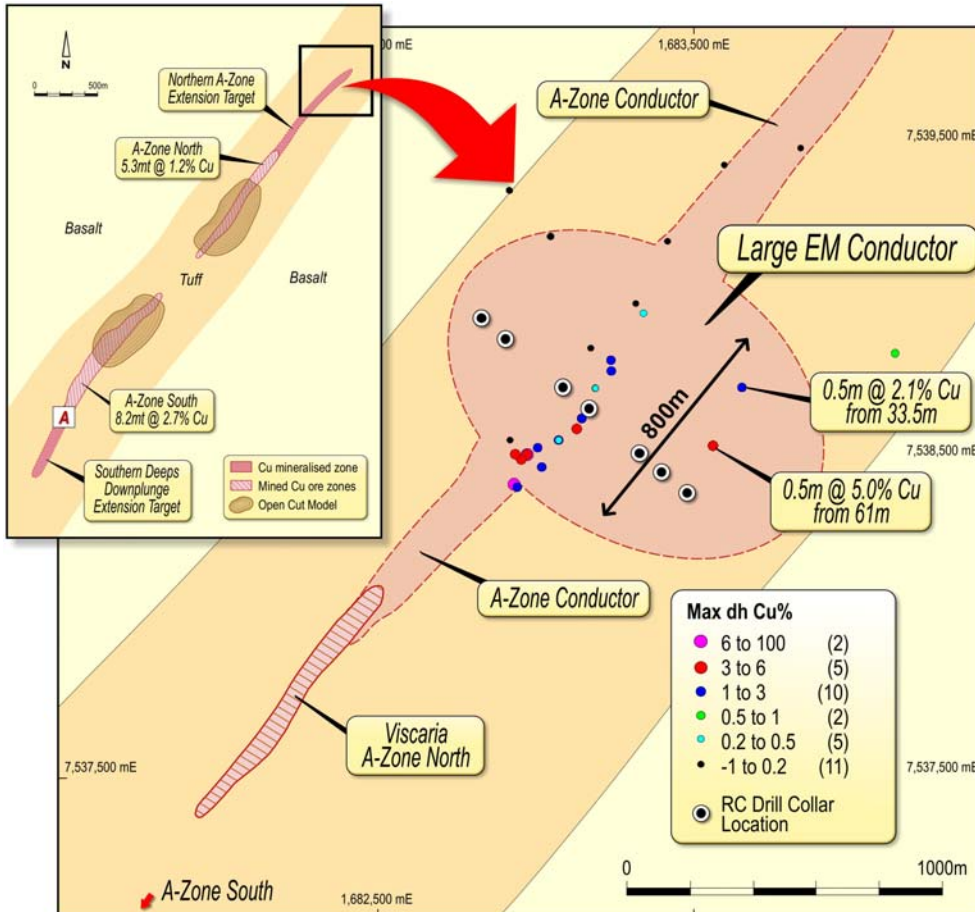 N
0
500m
Northern A-Zone
Extension Target
A-Zone North
5.3mt @ 1.2% Cu
Basalt
Tuff
Basalt
A
A-Zone South
8.2mt @ 2.7% Cu
Southern Deeps
Downplunge
Extension Target
Cu mineralised zone
Mined Cu ore zones
Open Cut Model
00 mE
1,683,500 mE
7,539,500 mE
A-Zone Conductor
Large EM Conductor
800m
0.5m @ 2.1% Cu
from 33.5m
7,538,500 mE
0.5m @ 5.0% Cu
from 61m
A-Zone Conductor
Viscaria
A-Zone North
7,537,500 mE
7,537,500 mE
Max dh Cu%
6 to 100 (2)
3 to 6 (5)
1 to 3 (10)
0.5 to 1 (2)
0.2 to 0.5 (5)
-1 to 0.2 (11)
RC Drill Collar
Location
0
1000m
A-Zone South
1,682,500 mE